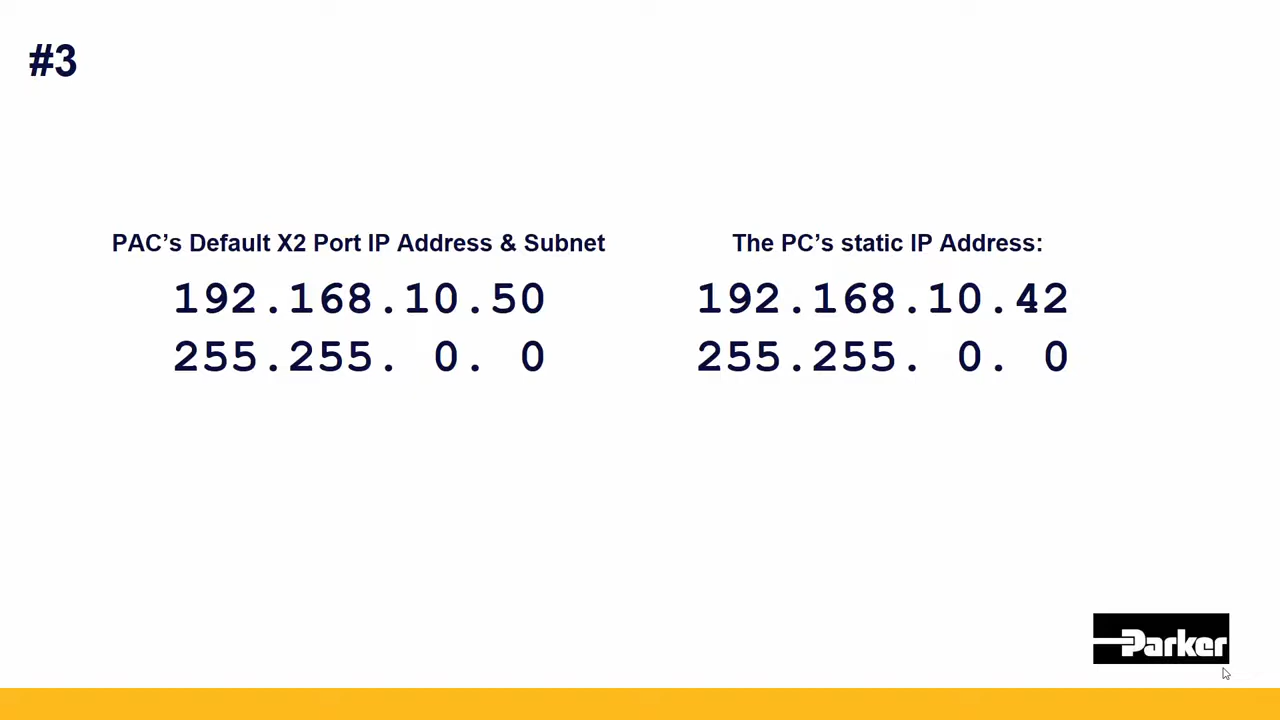 #3
PAC’s Default X2 Port IP Address & Subnet
192.168.10.50
255.255. 0. 0
The PC’s static IP Address:
192.168.10.42
255.255. 0. 0
Parker